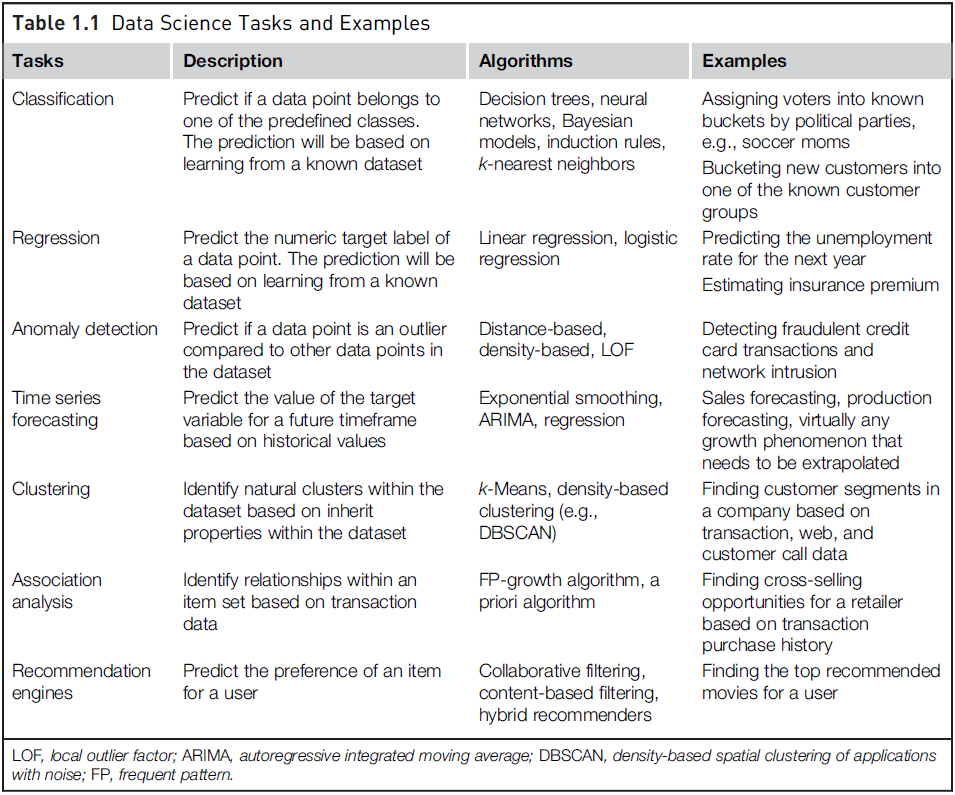 Table 1.1 Data Science Tasks and Examples
Tasks Description Algorithms Examples
Classification Predict if a data point belongs to Decision trees, neural Assigning voters into known
one of the predefined classes. networks, Bayesian buckets by political parties,
The prediction will be based on models, induction rules, e.g., soccer moms
learning from a known dataset k-nearest neighbors Bucketing new customers into
one of the known customer
groups
Regression Predict the numeric target label of Linear regression, logistic Predicting the unemployment
a data point. The prediction will be regression rate for the next year
based on learning from a known Estimating insurance premium
dataset
Anomaly detection Predict if a data point is an outlier Distance-based, Detecting fraudulent credit
compared to other data points in density-based, LOF card transactions and
the dataset network intrusion
Time series Predict the value of the target Exponential smoothing, Sales forecasting, production
forecasting variable for a future timeframe ARIMA, regression forecasting, virtually any
based on historical values growth phenomenon that
needs to be extrapolated
Clustering Identify natural clusters within the k-Means, density-based Finding customer segments in
dataset based on inherit clustering (e.g., a company based on
properties within the dataset DBSCAN) transaction, web, and
customer call data
Association Identify relationships within an FP-growth algorithm, a Finding cross-selling
analysis item set based on transaction priori algorithm opportunities for a retailer
data based on transaction
purchase history
Recommendation Predict the preference of an item Collaborative filtering, Finding the top recommended
engines for a user content-based filtering, movies for a user
hybrid recommenders
LOF, local outlier factor; ARIMA, autoregressive integrated moving average; DBSCAN, density-based spatial clustering of applications
with noise; FP, frequent pattern.